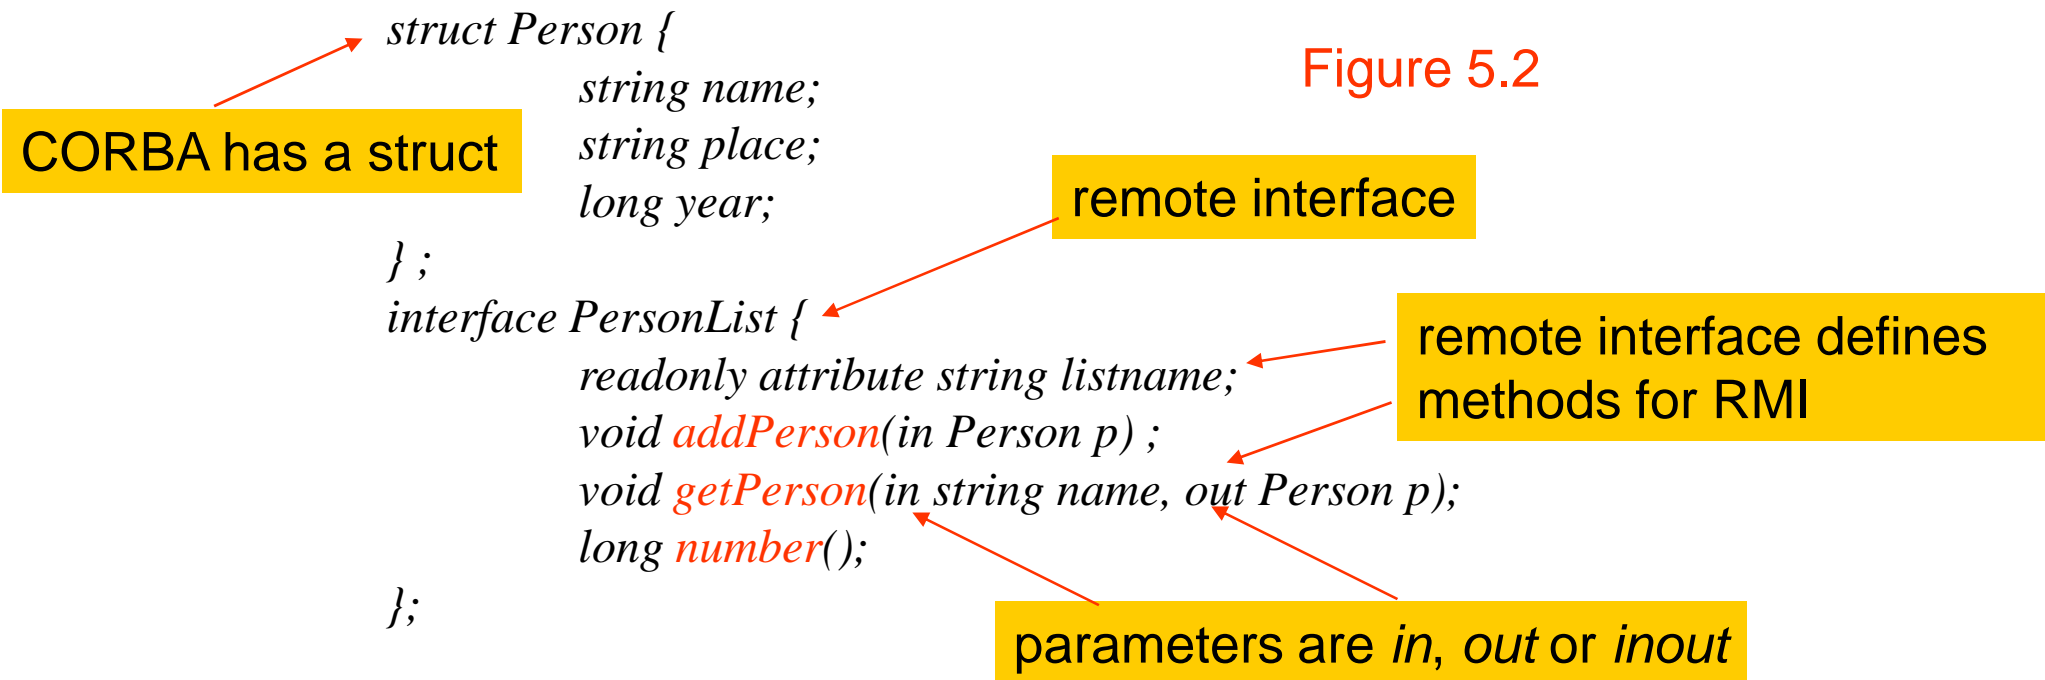 struct Person {
Figure 5.2
string name;
CORBA has a struct
string place;
remote interface
long year;
} ;
interface PersonList {
remote interface defines
methods for RMI
readonly attribute string listname;
void addPerson(in Person p) ;
void getPerson(in string name, out Person p);
long number();
};
parameters are in, out or inout